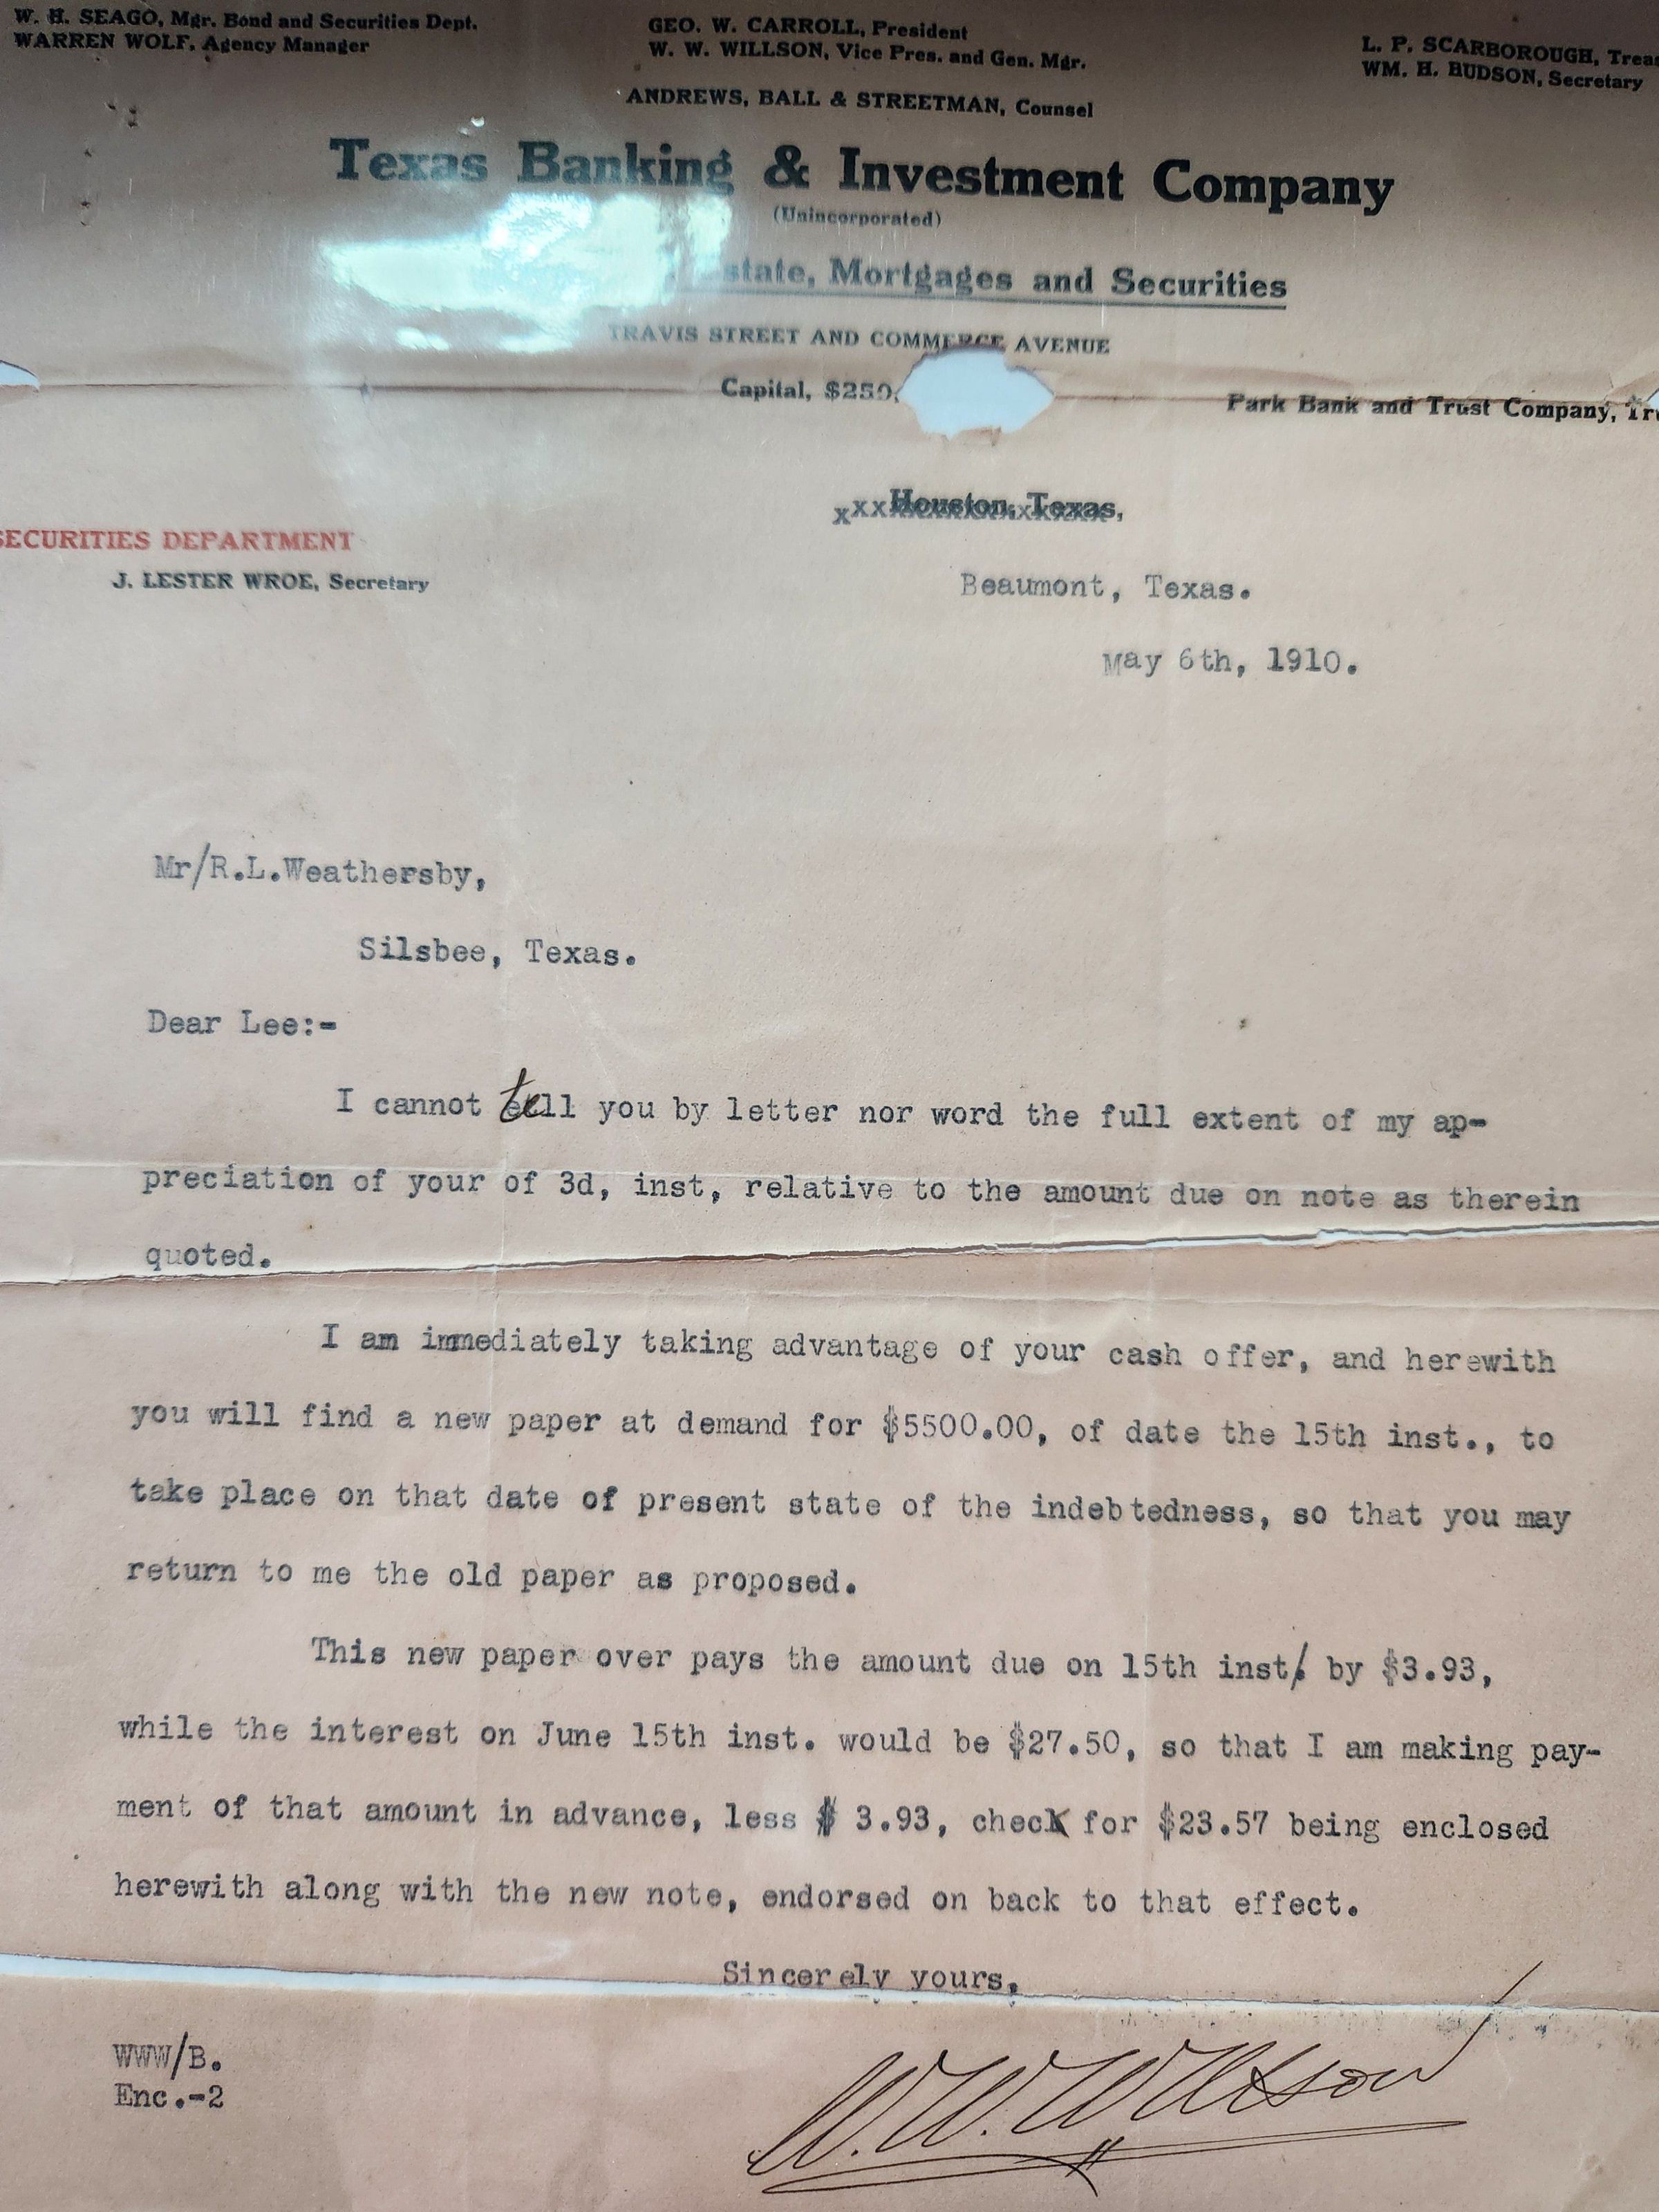 W. H. SEAGO, Mgr. Bond and Securities Dept.
WARREN WOLF, Agency Manager
GEO. W. CARROLL, President
W. W. WILLSON, Vice Pres. and Gen. Mgr.
L. P. SCARBOROUGH, Treas
WM. H. HUDSON, Secretary
ANDREWS, BALL & STREETMAN, Counsel
Texas Banking & Investment Company
(Unincorporated)
state, Mortgages and Securities
TRAVIS STREET AND COMMERCE AVENUE
Capital, $250,
Park Bank and Trust Company, Tr
Houston, Texas,
SECURITIES DEPARTMENT
J. LESTER WROE, Secretary
Beaumont, Texas.
May 6th, 1910.
Mr/R.L.Weathersby,
Silsbee, Texas.
Dear Lee:-
I cannot tell you by letter nor word the full extent of my ap-
preciation of your of 3d, inst, relative to the amount due on note as therein
quoted.
I am immediately taking advantage of your cash offer, and herewith
you will find a new paper at demand for $5500.00, of date the 15th inst., to
take place on that date of present state of the indebtedness, so that you may
return to me the old paper as proposed.
This new paper over pays the amount due on 15th inst. by $3.93,
while the interest on June 15th inst. would be $27.50, so that I am making pay-
ment of that amount in advance, less $ 3.93, check for $23.57 being enclosed
herewith along with the new note, endorsed on back to that effect.
Sincerely yours,
WWW/B.
Enc.-2
W. W. Willson